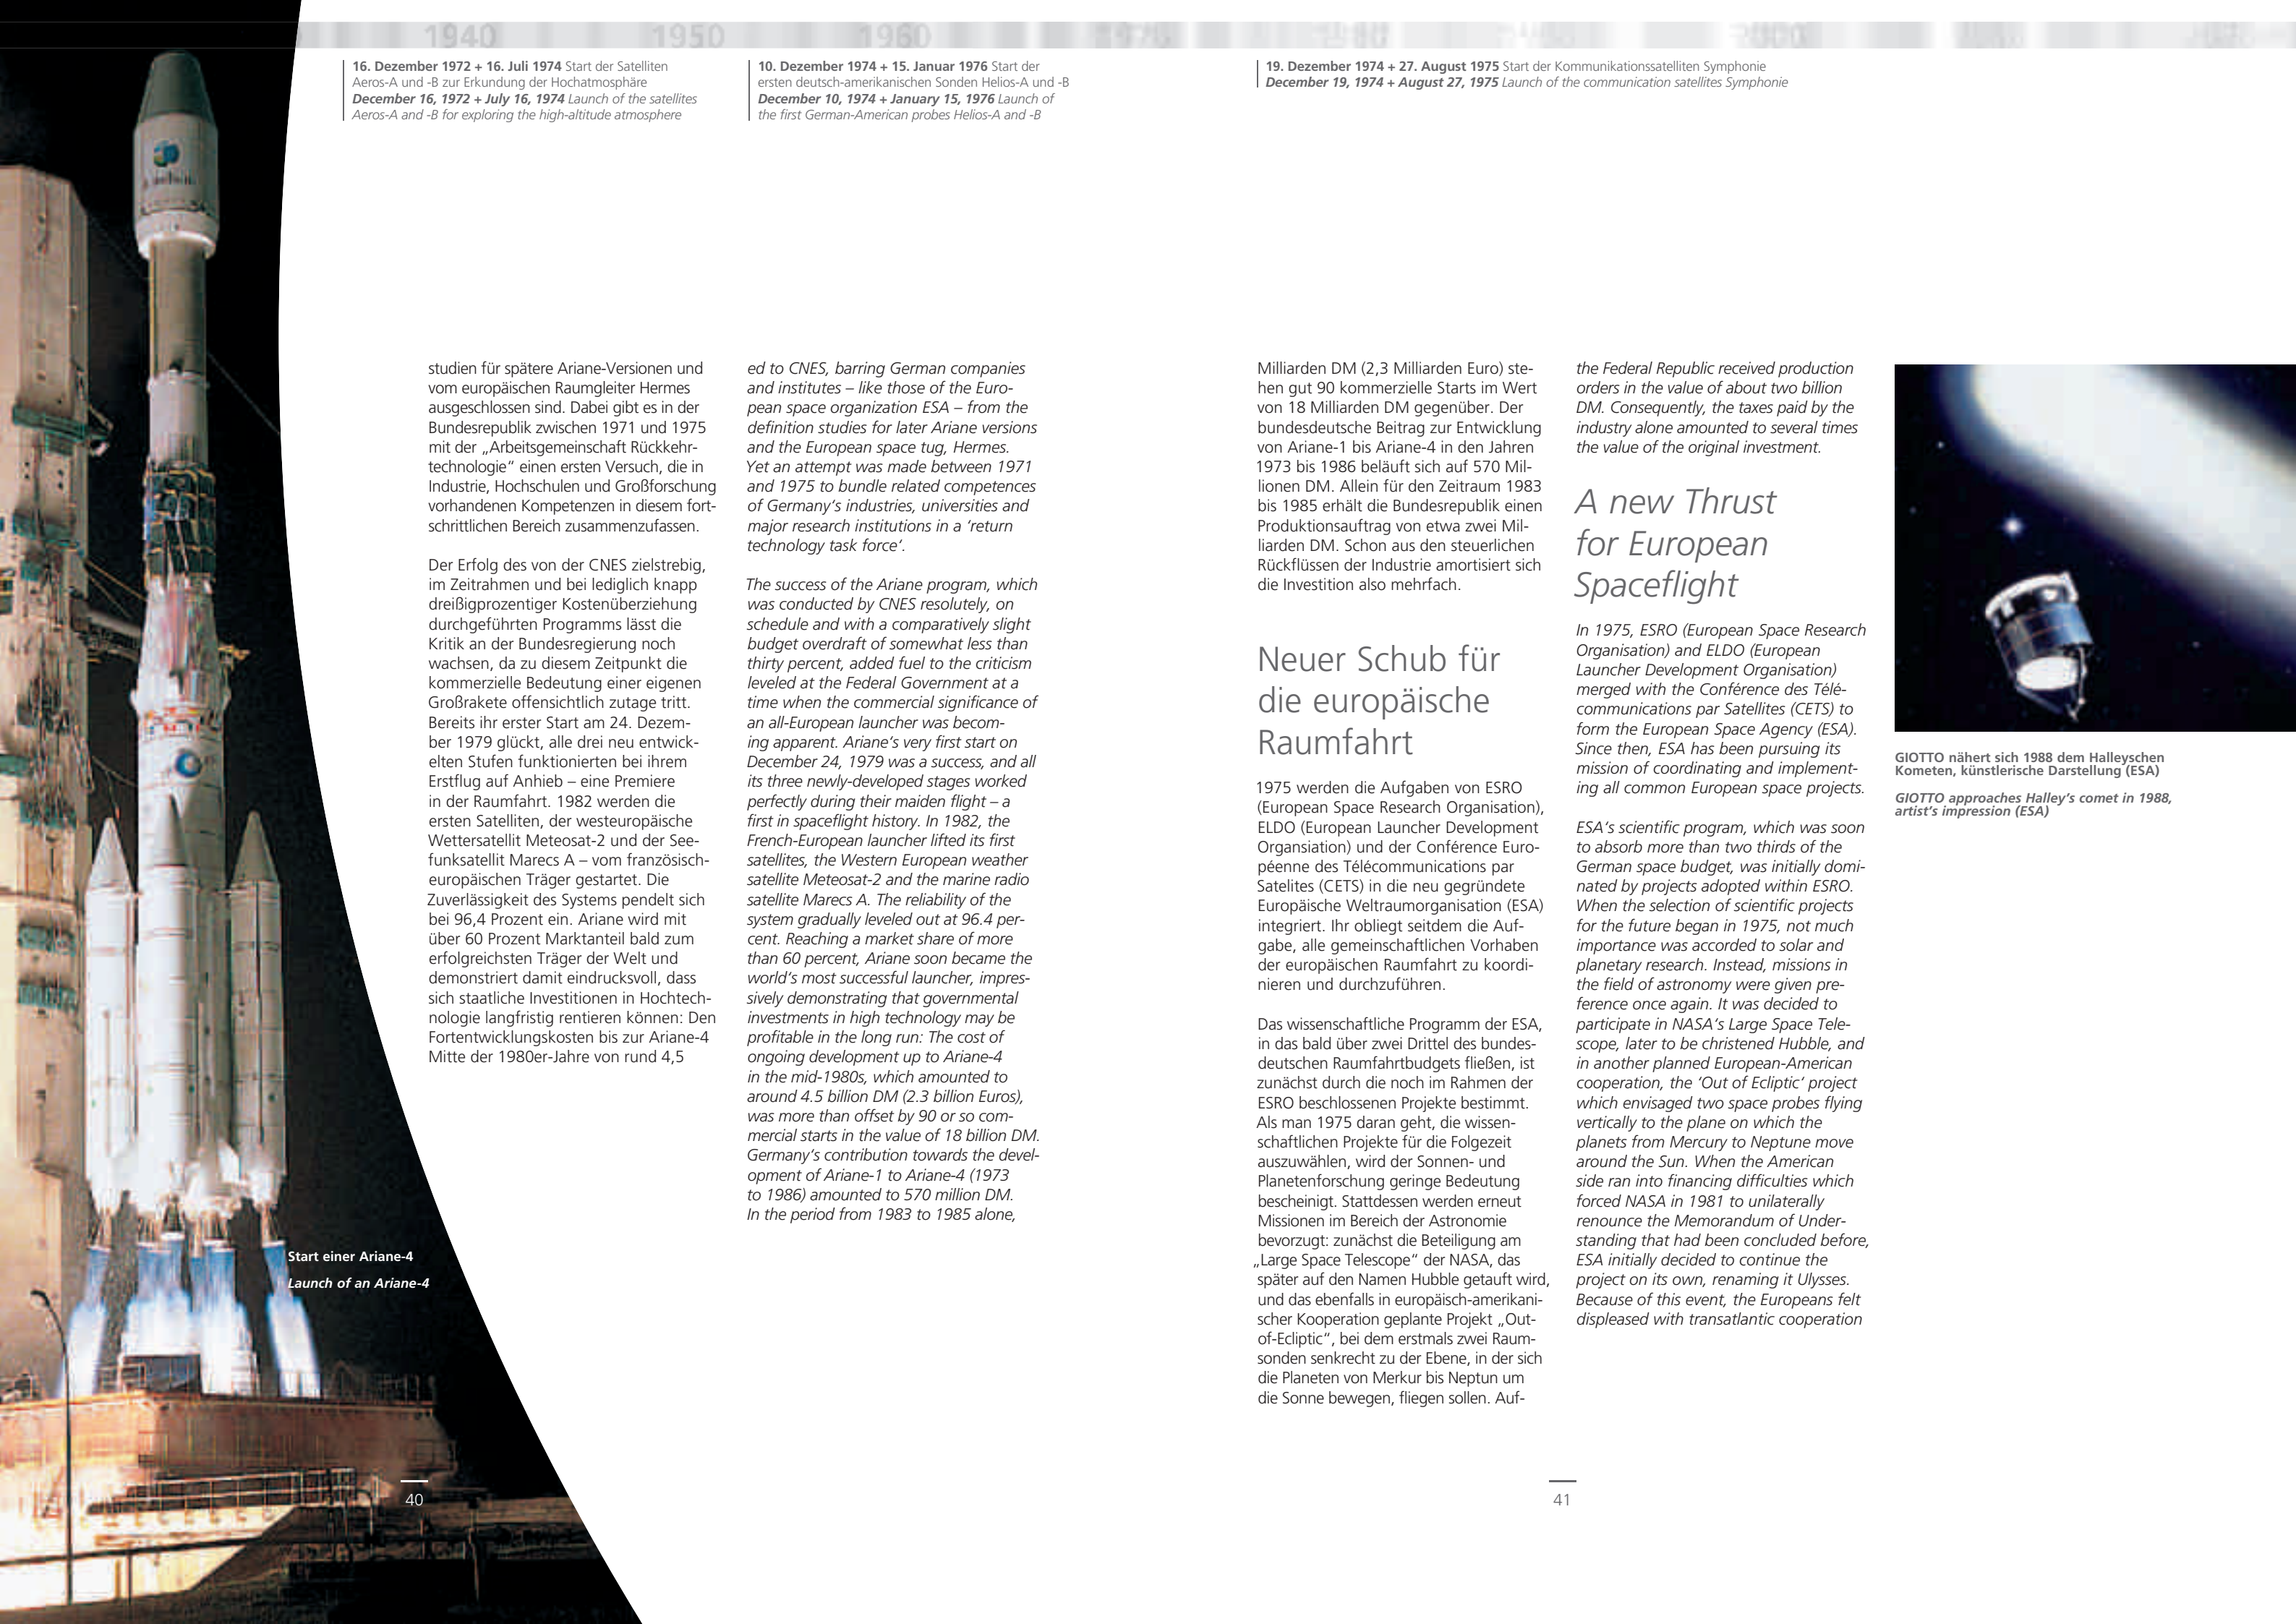 1940 1950 1960
16. Dezember 1972 + 16. Juli 1974 Start der Satelliten
Aeros-A und -B zur Erkundung der Hochatmosphäre
December 16, 1972 + July 16, 1974 Launch of the satellites
Aeros-A and -B for exploring the high-altitude atmosphere
10. Dezember 1974 + 15. Januar 1976 Start der
ersten deutsch-amerikanischen Sonden Helios-A und -B
December 10, 1974 + January 15, 1976 Launch of
the first German-American probes Helios-A and -B
19. Dezember 1974 + 27. August 1975 Start der Kommunikationssatelliten Symphonie
December 19, 1974 + August 27, 1975 Launch of the communication satellites Symphonie
studien für spätere Ariane-Versionen und
vom europäischen Raumgleiter Hermes
ausgeschlossen sind. Dabei gibt es in der
Bundesrepublik zwischen 1971 und 1975
mit der „Arbeitsgemeinschaft Rückkehr-
technologie“ einen ersten Versuch, die in
Industrie, Hochschulen und Großforschung
vorhandenen Kompetenzen in diesem fort-
schrittlichen Bereich zusammenzufassen.
Der Erfolg des von der CNES zielstrebig,
im Zeitrahmen und bei lediglich knapp
dreißigprozentiger Kostenüberziehung
durchgeführten Programms lässt die
Kritik an der Bundesregierung noch
wachsen, da zu diesem Zeitpunkt die
kommerzielle Bedeutung einer eigenen
Großrakete offensichtlich zutage tritt.
Bereits ihr erster Start am 24. Dezem-
ber 1979 glückt, alle drei neu entwick-
elten Stufen funktionierten bei ihrem
Erstflug auf Anhieb – eine Premiere
in der Raumfahrt. 1982 werden die
ersten Satelliten, der westeuropäische
Wettersatellit Meteosat-2 und der See-
funksatellit Marecs A – vom französisch-
europäischen Träger gestartet. Die
Zuverlässigkeit des Systems pendelt sich
bei 96,4 Prozent ein. Ariane wird mit
über 60 Prozent Marktanteil bald zum
erfolgreichsten Träger der Welt und
demonstriert damit eindrucksvoll, dass
sich staatliche Investitionen in Hochtech-
nologie langfristig rentieren können: Den
Fortentwicklungskosten bis zur Ariane-4
Mitte der 1980er-Jahre von rund 4,5
ed to CNES, barring German companies
and institutes – like those of the Euro-
pean space organization ESA – from the
definition studies for later Ariane versions
and the European space tug, Hermes.
Yet an attempt was made between 1971
and 1975 to bundle related competences
of Germany‘s industries, universities and
major research institutions in a ‘return
technology task force‘.
The success of the Ariane program, which
was conducted by CNES resolutely, on
schedule and with a comparatively slight
budget overdraft of somewhat less than
thirty percent, added fuel to the criticism
leveled at the Federal Government at a
time when the commercial significance of
an all-European launcher was becom-
ing apparent. Ariane‘s very first start on
December 24, 1979 was a success, and all
its three newly-developed stages worked
perfectly during their maiden flight – a
first in spaceflight history. In 1982, the
French-European launcher lifted its first
satellites, the Western European weather
satellite Meteosat-2 and the marine radio
satellite Marecs A. The reliability of the
system gradually leveled out at 96.4 per-
cent. Reaching a market share of more
than 60 percent, Ariane soon became the
world‘s most successful launcher, impres-
sively demonstrating that governmental
investments in high technology may be
profitable in the long run: The cost of
ongoing development up to Ariane-4
in the mid-1980s, which amounted to
around 4.5 billion DM (2.3 billion Euros),
was more than offset by 90 or so com-
mercial starts in the value of 18 billion DM.
Germany‘s contribution towards the devel-
opment of Ariane-1 to Ariane-4 (1973
to 1986) amounted to 570 million DM.
In the period from 1983 to 1985 alone,
Start einer Ariane-4
Launch of an Ariane-4
40
Milliarden DM (2,3 Milliarden Euro) ste-
hen gut 90 kommerzielle Starts im Wert
von 18 Milliarden DM gegenüber. Der
bundesdeutsche Beitrag zur Entwicklung
von Ariane-1 bis Ariane-4 in den Jahren
1973 bis 1986 beläuft sich auf 570 Mil-
lionen DM. Allein für den Zeitraum 1983
bis 1985 erhält die Bundesrepublik einen
Produktionsauftrag von etwa zwei Mil-
liarden DM. Schon aus den steuerlichen
Rückflüssen der Industrie amortisiert sich
die Investition also mehrfach.
Neuer Schub für
die europäische
Raumfahrt
1975 werden die Aufgaben von ESRO
(European Space Research Organisation),
ELDO (European Launcher Development
Organsiation) und der Conférence Euro-
péenne des Télécommunications par
Satelites (CETS) in die neu gegründete
Europäische Weltraumorganisation (ESA)
integriert. Ihr obliegt seitdem die Auf-
gabe, alle gemeinschaftlichen Vorhaben
der europäischen Raumfahrt zu koordi-
nieren und durchzuführen.
Das wissenschaftliche Programm der ESA,
in das bald über zwei Drittel des bundes-
deutschen Raumfahrtbudgets fließen, ist
zunächst durch die noch im Rahmen der
ESRO beschlossenen Projekte bestimmt.
Als man 1975 daran geht, die wissen-
schaftlichen Projekte für die Folgezeit
auszuwählen, wird der Sonnen- und
Planetenforschung geringe Bedeutung
bescheinigt. Stattdessen werden erneut
Missionen im Bereich der Astronomie
bevorzugt: zunächst die Beteiligung am
„Large Space Telescope“ der NASA, das
später auf den Namen Hubble getauft wird,
und das ebenfalls in europäisch-amerikani-
scher Kooperation geplante Projekt „Out-
of-Ecliptic“, bei dem erstmals zwei Raum-
sonden senkrecht zu der Ebene, in der sich
die Planeten von Merkur bis Neptun um
die Sonne bewegen, fliegen sollen. Auf-
the Federal Republic received production
orders in the value of about two billion
DM. Consequently, the taxes paid by the
industry alone amounted to several times
the value of the original investment.
A new Thrust
for European
Spaceflight
In 1975, ESRO (European Space Research
Organisation) and ELDO (European
Launcher Development Organisation)
merged with the Conférence des Télé-
communications par Satellites (CETS) to
form the European Space Agency (ESA).
Since then, ESA has been pursuing its
mission of coordinating and implement-
ing all common European space projects.
ESA‘s scientific program, which was soon
to absorb more than two thirds of the
German space budget, was initially domi-
nated by projects adopted within ESRO.
When the selection of scientific projects
for the future began in 1975, not much
importance was accorded to solar and
planetary research. Instead, missions in
the field of astronomy were given pre-
ference once again. It was decided to
participate in NASA‘s Large Space Tele-
scope, later to be christened Hubble, and
in another planned European-American
cooperation, the ‘Out of Ecliptic‘ project
which envisaged two space probes flying
vertically to the plane on which the
planets from Mercury to Neptune move
around the Sun. When the American
side ran into financing difficulties which
forced NASA in 1981 to unilaterally
renounce the Memorandum of Under-
standing that had been concluded before,
ESA initially decided to continue the
project on its own, renaming it Ulysses.
Because of this event, the Europeans felt
displeased with transatlantic cooperation
GIOTTO nähert sich 1988 dem Halleyschen
Kometen, künstlerische Darstellung (ESA)
GIOTTO approaches Halley’s comet in 1988,
artist’s impression (ESA)
41